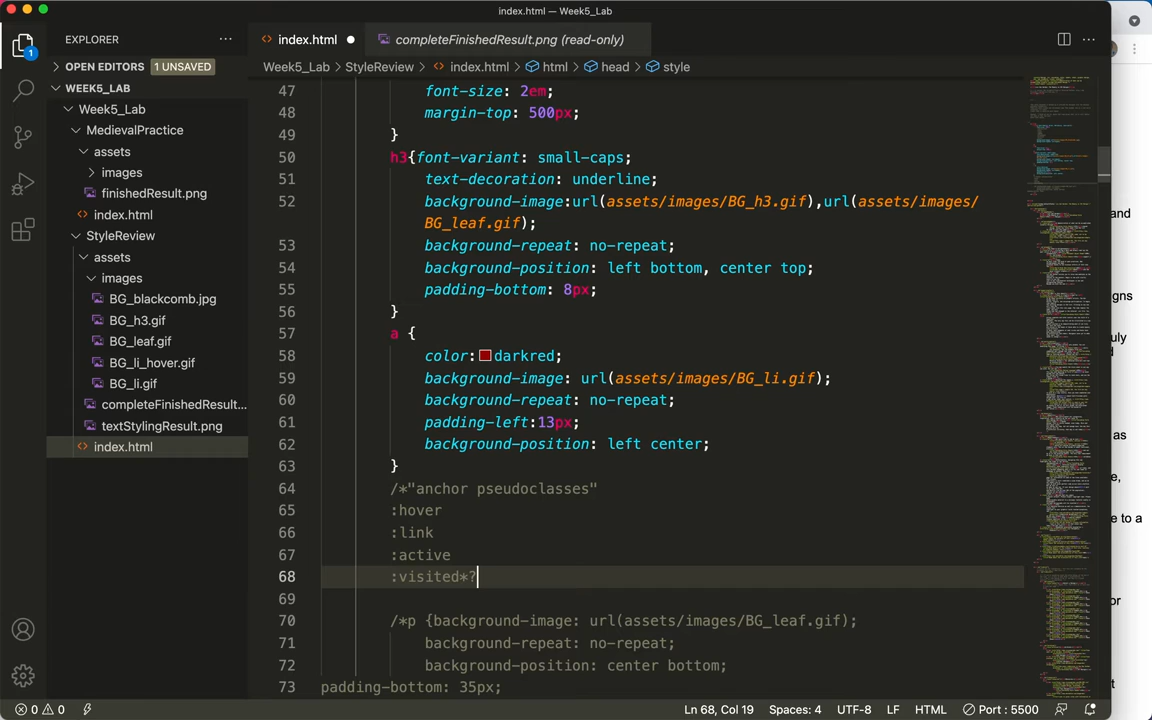 index.html — Week5_Lab
EXPLORER
OPEN EDITORS 1 UNSAVED
WEEK5_LAB
Week5_Lab
MedievalPractice
assets
images
finishedResult.png
index.html
StyleReview
assets
images
BG_blackcomb.jpg
BG_h3.gif
BG_leaf.gif
BG_li_hover.gif
BG_li.gif
completeFinishedResult...
textStylingResult.png
index.html
1
index.html
completeFinishedResult.png (read-only)
Week5_Lab > StyleReview > index.html > html > head > style
47 font-size: 2em;
48 margin-top: 500px;
49 }
50 h3{font-variant: small-caps;
51 text-decoration: underline;
52 background-image:url(assets/images/BG_h3.gif),url(assets/images/
BG_leaf.gif);
53 background-repeat: no-repeat;
54 background-position: left bottom, center top;
55 padding-bottom: 8px;
56 }
57 a {
58 color: darkred;
59 background-image: url(assets/images/BG_li.gif);
60 background-repeat: no-repeat;
61 padding-left:13px;
62 background-position: left center;
63 }
64 /*"anchor pseudoclasses"
65 :hover
66 :link
67 :active
68 :visited*?
69
70 /*p {background-image: url(assets/images/BG_leaf.gif);
71 background-repeat: no-repeat;
72 background-position: center bottom;
73 padding-bottom: 35px;
and
igns
as
e to a
or
0 0 Ln 68, Col 19 Spaces: 4 UTF-8 LF HTML Port : 5500